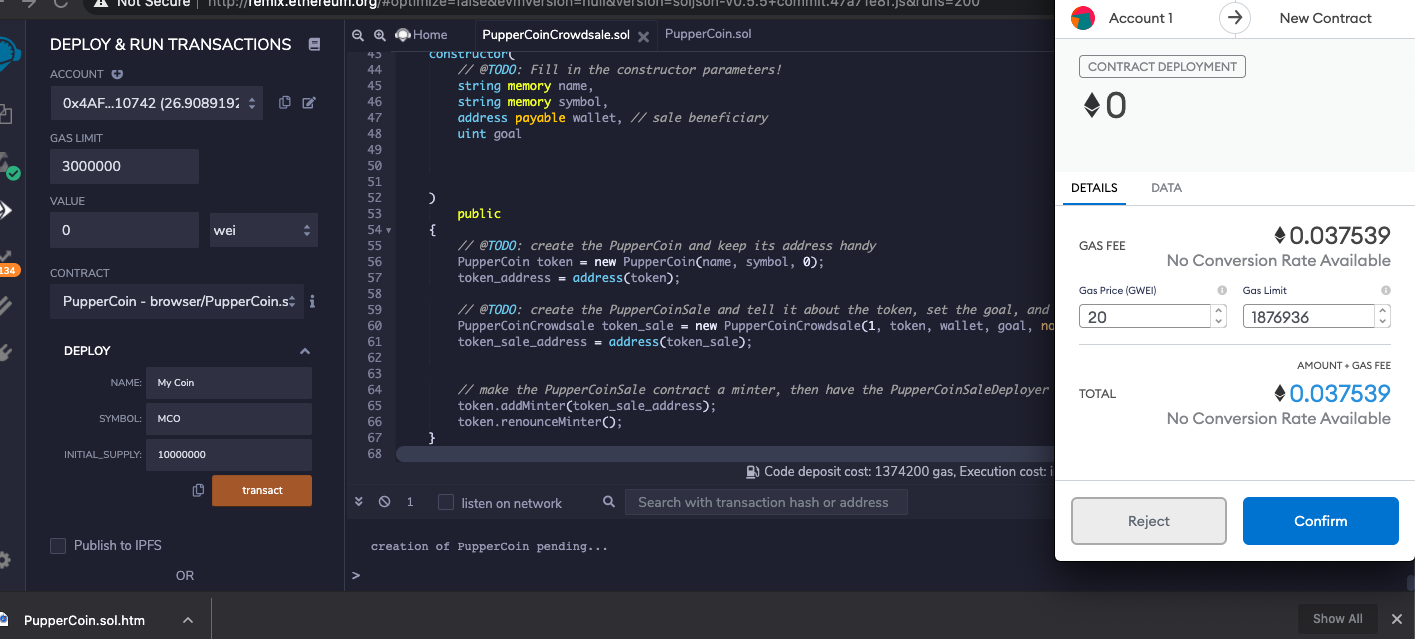 Not Secure | http://remix.ethereum.org/#optimize=false&evmVersion=null&version=soljson-v0.5.5+commit.47a71e8f.js&runs=200
DEPLOY & RUN TRANSACTIONS
ACCOUNT
0x4AF...10742 (26.9089192
GAS LIMIT
3000000
VALUE
0
wei
CONTRACT
PupperCoin - browser/PupperCoin.s
i
DEPLOY
NAME: My Coin
SYMBOL: MCO
INITIAL_SUPPLY: 10000000
transact
Publish to IPFS
OR
134
Home
PupperCoinCrowdsale.sol
PupperCoin.sol
43 constructor(
44 // @TODO: Fill in the constructor parameters!
45 string memory name,
46 string memory symbol,
47 address payable wallet, // sale beneficiary
48 uint goal
49
50
51
52 )
53 public
54 {
55 // @TODO: create the PupperCoin and keep its address handy
56 PupperCoin token = new PupperCoin(name, symbol, 0);
57 token_address = address(token);
58
59 // @TODO: create the PupperCoinSale and tell it about the token, set the goal, and
60 PupperCoinCrowdsale token_sale = new PupperCoinCrowdsale(1, token, wallet, goal, no
61 token_sale_address = address(token_sale);
62
63
64 // make the PupperCoinSale contract a minter, then have the PupperCoinSaleDeployer
65 token.addMinter(token_sale_address);
66 token.renounceMinter();
67 }
68
Code deposit cost: 1374200 gas, Execution cost: i
1
listen on network
Search with transaction hash or address
creation of PupperCoin pending...
>
Account 1
New Contract
CONTRACT DEPLOYMENT
0
DETAILS
DATA
GAS FEE
0.037539
No Conversion Rate Available
Gas Price (GWEI)
Gas Limit
20
1876936
AMOUNT + GAS FEE
TOTAL
0.037539
No Conversion Rate Available
Reject
Confirm
PupperCoin.sol.htm
Show All